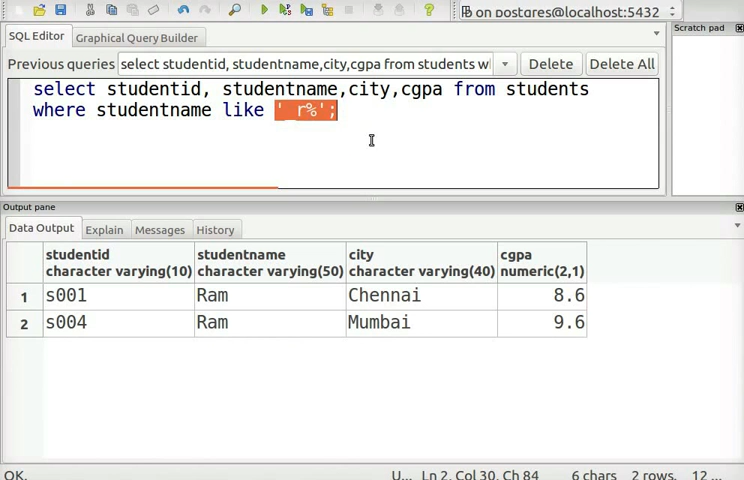 b on postgres@localhost:5432
SQL Editor
Graphical Query Builder
Scratch pad
Previous queries
select studentid, studentname,city,cgpa from students w
Delete
Delete All
select studentid, studentname,city,cgpa from students
where studentname like '_r%';
Output pane
Data Output
Explain
Messages
History
studentid studentname city cgpa
character varying(10) character varying(50) character varying(40) numeric(2,1)
1 s001 Ram Chennai 8.6
2 s004 Ram Mumbai 9.6
OK.
U... Ln 2, Col 30, Ch 84 6 chars 2 rows. 12 ...